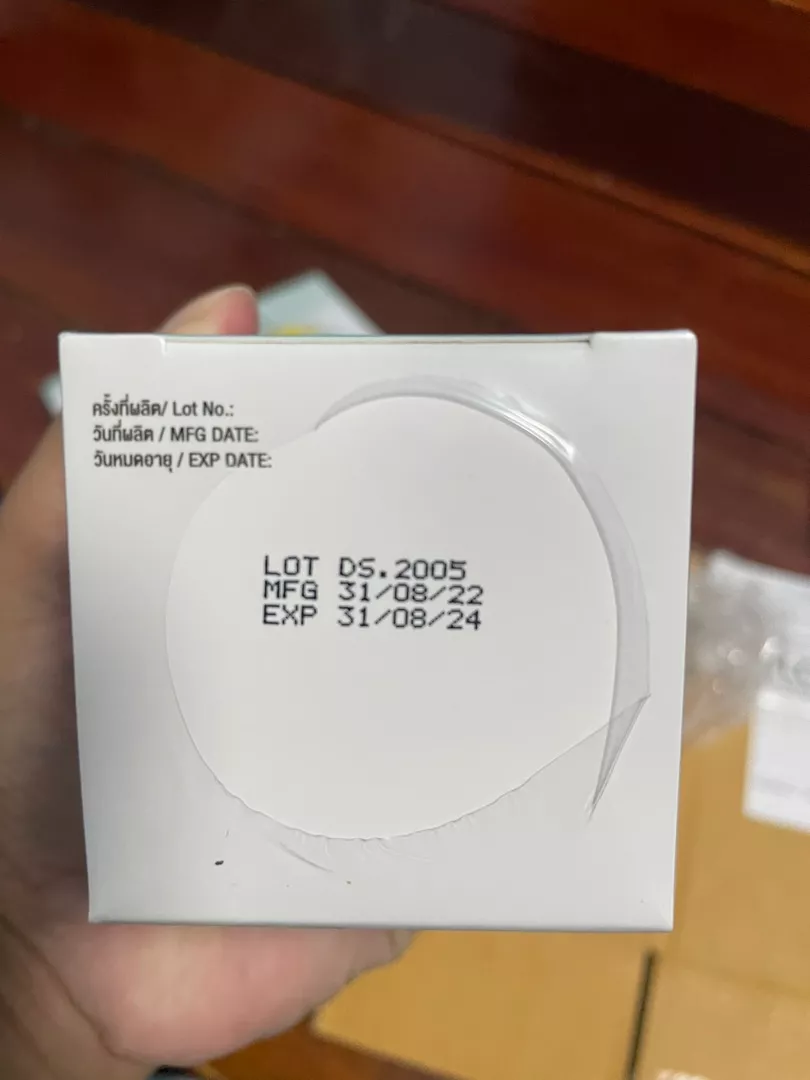 ครั้งที่ผลิต/ Lot No.:
วันที่ผลิต / MFG DATE:
วันหมดอายุ / EXP DATE:
LOT DS.2005
MFG 31/08/22
EXP 31/08/24